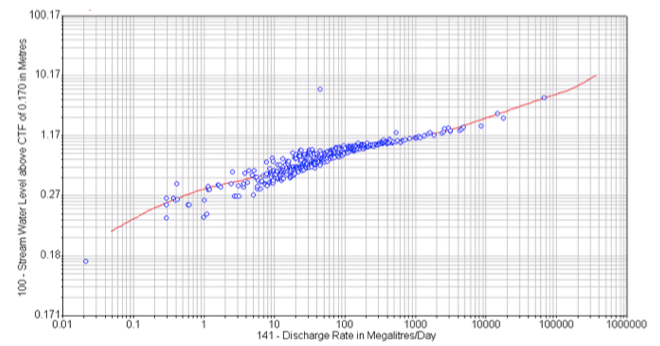 100.17
10.17
1.17
0.27
0.18
0.171
100 - Stream Water Level above CTF of 0.170 in Metres
0.01 0.1 1 10 100 1000 10000 100000 1000000
141 - Discharge Rate in Megalitres/Day